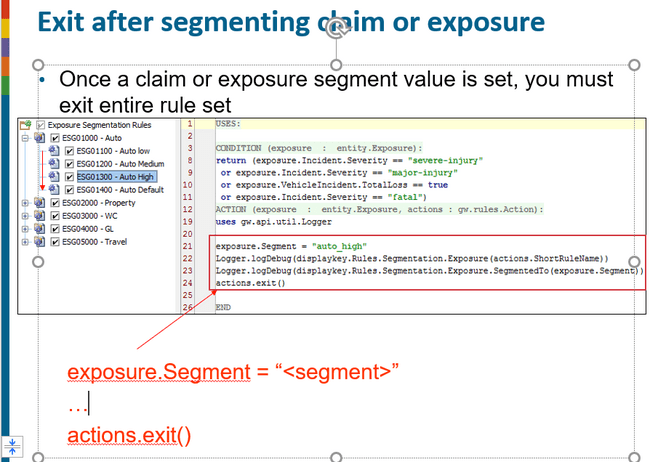 Exit after segmenting claim or exposure
• Once a claim or exposure segment value is set, you must
exit entire rule set
Exposure Segmentation Rules
ESG01000 - Auto
ESG01100 - Auto low
ESG01200 - Auto Medium
ESG01300 - Auto High
ESG01400 - Auto Default
ESG02000 - Property
ESG03000 - WC
ESG04000 - GL
ESG05000 - Travel
1 USES:
2
3 CONDITION (exposure : entity.Exposure):
8 return (exposure.Incident.Severity == "severe-injury"
9 or exposure.Incident.Severity == "major-injury"
10 or exposure.VehicleIncident.TotalLoss == true
11 or exposure.Incident.Severity == "fatal")
12 ACTION (exposure : entity.Exposure, actions : gw.rules.Action):
19 uses gw.api.util.Logger
20
21 exposure.Segment = "auto_high"
22 Logger.logDebug(displaykey.Rules.Segmentation.Exposure(actions.ShortRuleName))
23 Logger.logDebug(displaykey.Rules.Segmentation.Exposure.SegmentedTo(exposure.Segment))
24 actions.exit()
25
26 END
exposure.Segment = “<segment>”
…
actions.exit()